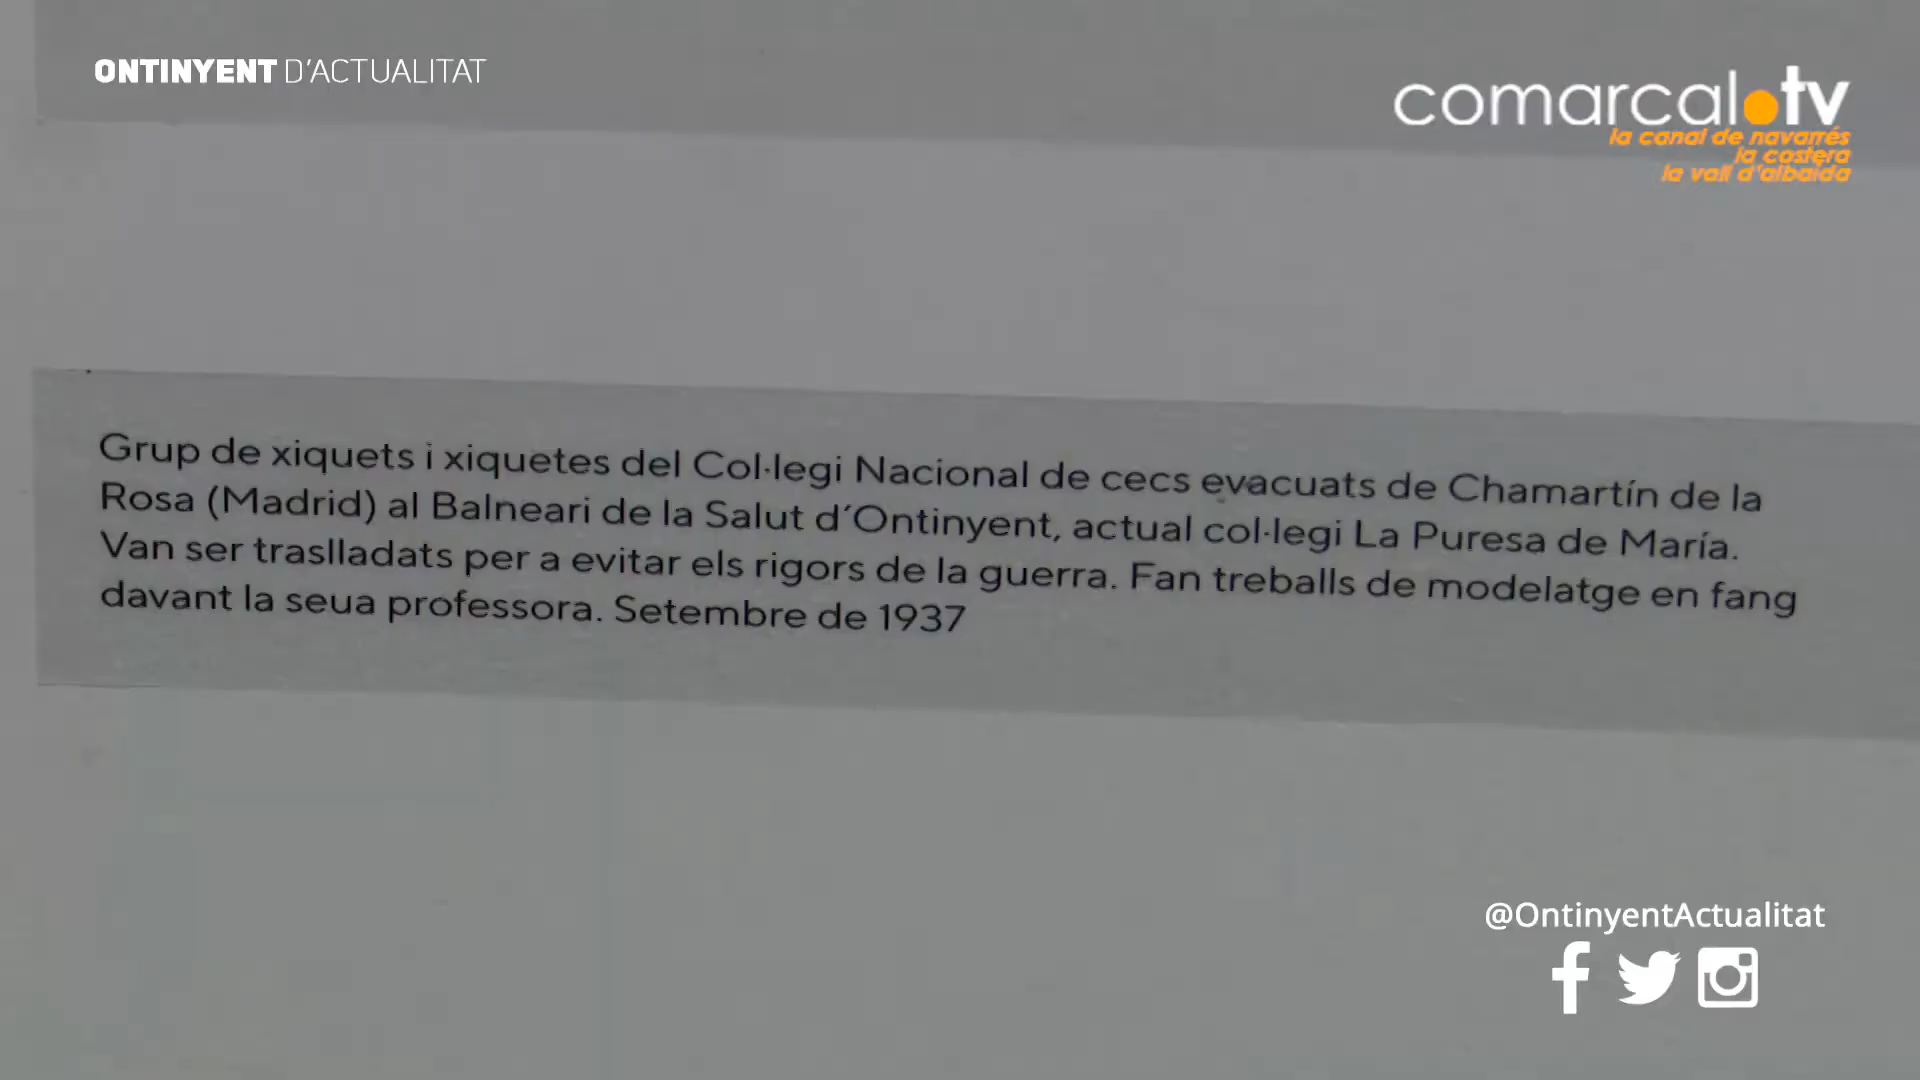 ONTINYENT D'ACTUALITAT
comarcal.tv
la canal de navarrés
la costera
la vall d'albaida
Grup de xiquets i xiquetes del Col·legi Nacional de cecs evacuats de Chamartín de la
Rosa (Madrid) al Balneari de la Salut d´Ontinyent, actual col·legi La Puresa de María.
Van ser traslladats per a evitar els rigors de la guerra. Fan treballs de modelatge en fang
davant la seua professora. Setembre de 1937
@OntinyentActualitat